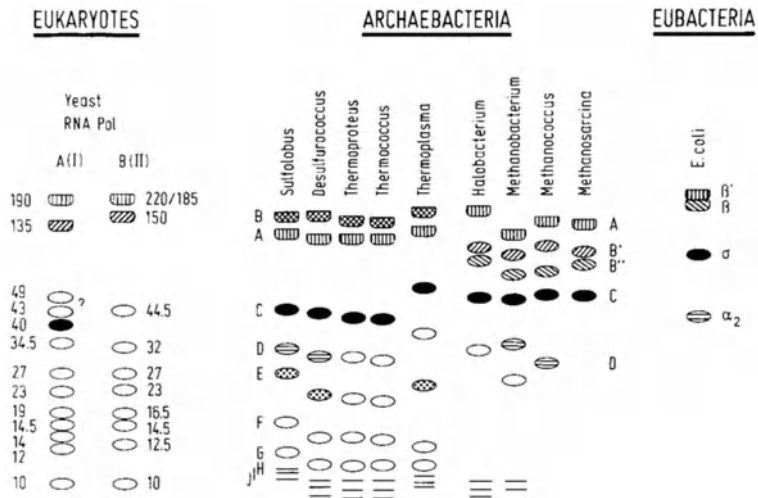 EUKARYOTES
ARCHAEBACTERIA
EUBACTERIA
Yeast
RNA Pol
A(I) B(II)
Sulfolobus
Desulfurococcus
Thermoproteus
Thermococcus
Thermoplasma
Halobacterium
Methanobacterium
Methanococcus
Methanosarcina
E.coli
190 220/185
135 150
49
43 ? 44.5
40
34.5 32
27 27
23 23
19 16.5
14.5 14.5
14 12.5
12
10 10
B
A
C
D
E
F
G
H
J I
A
B'
B''
C
D
β'
β
σ
α2